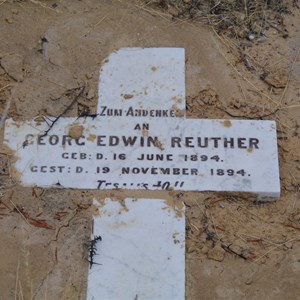 ZUM ANDENKEN
AN
GEORG EDWIN REUTHER
GEB: D. 16 JUNE 1894.
GEST: D. 19 NOVEMBER 1894.